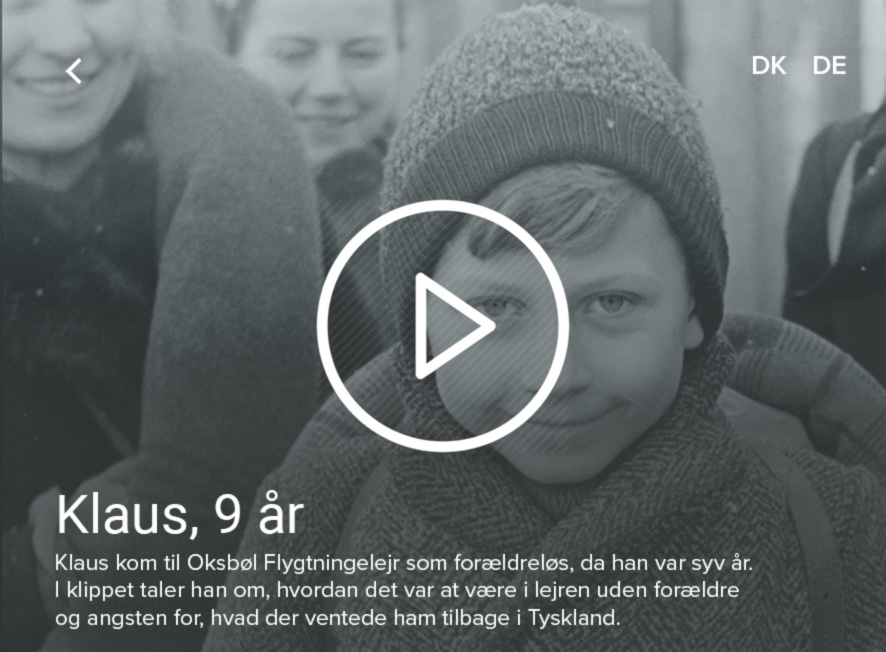 DK DE
Klaus, 9 år
Klaus kom til Oksbøl Flygtningelejr som forældreløs, da han var syv år.
I klippet taler han om, hvordan det var at være i lejren uden forældre
og angsten for, hvad der ventede ham tilbage i Tyskland.